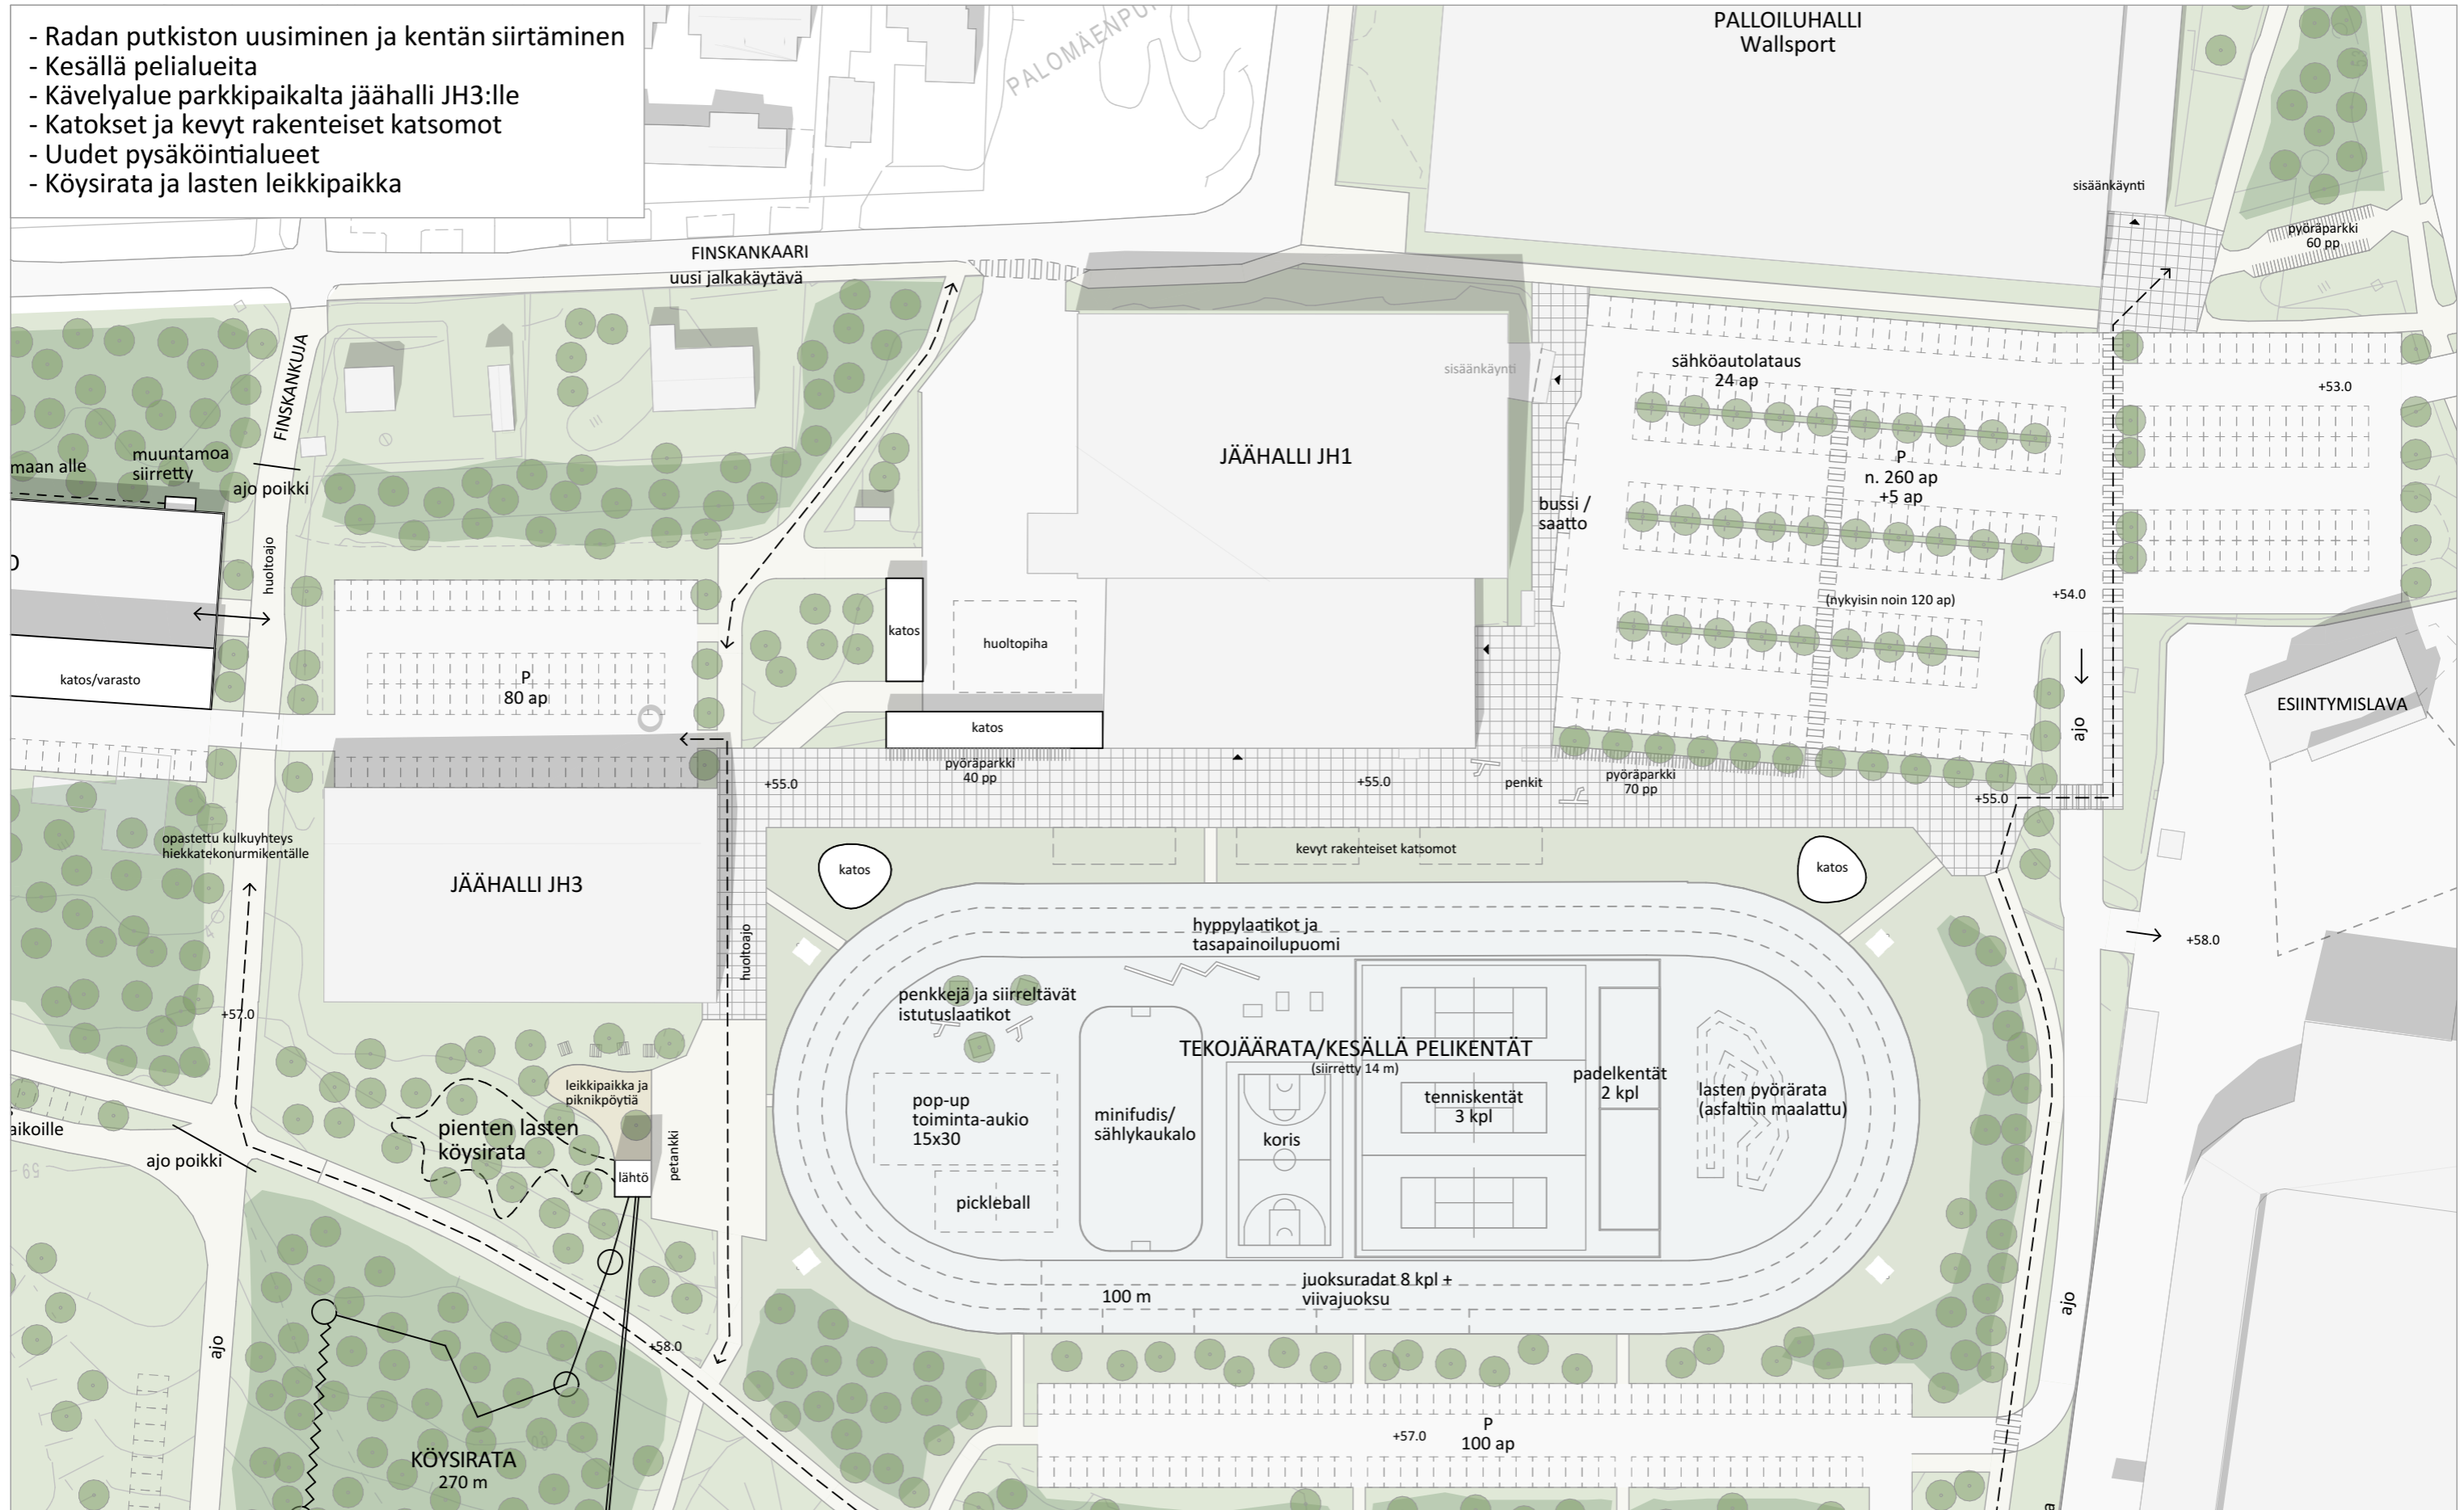 - Radan putkiston uusiminen ja kentän siirtäminen
- Kesällä pelialueita
- Kävelyalue parkkipaikalta jäähalli JH3:lle
- Katokset ja kevyt rakenteiset katsomot
- Uudet pysäköintialueet
- Köysirata ja lasten leikkipaikka
PALLOILUHALLI
Wallsport
sisäänkäynti
pyöräparkki
60 pp
FINSKANKAARI
uusi jalkakäytävä
FINSKANKUJA
maan alle
muuntamoa
siirretty
ajo poikki
huoltoajo
katos/varasto
P
80 ap
katos
huoltopiha
katos
pyöräparkki
40 pp
JÄÄHALLI JH1
sisäänkäynti
bussi /
saatto
sähköautolataus
24 ap
P
n. 260 ap
+5 ap
(nykyisin noin 120 ap)
+53.0
+54.0
ajo
ESIINTYMISLAVA
+55.0
+55.0
penkit
pyöräparkki
70 pp
+55.0
opastettu kulkuyhteys
hiekkatekonurmikentälle
JÄÄHALLI JH3
huoltoajo
katos
kevyt rakenteiset katsomot
katos
+58.0
+57.0
hyppylaatikot ja
tasapainoilupuomi
penkkejä ja siirreltävät
istutuslaatikot
TEKOJÄÄRATA/KESÄLLÄ PELIKENTÄT
(siirretty 14 m)
pop-up
toiminta-aukio
15x30
minifudis/
sählykaukalo
koris
tenniskentät
3 kpl
padelkentät
2 kpl
lasten pyörärata
(asfaltiin maalattu)
pickleball
100 m
juoksuradat 8 kpl +
viivajuoksu
leikkipaikka ja
piknikpöytiä
pienten lasten
köysirata
lähtö
petankki
aikoille
ajo poikki
59
ajo
+58.0
KÖYSIRATA
270 m
+57.0
P
100 ap
ajo